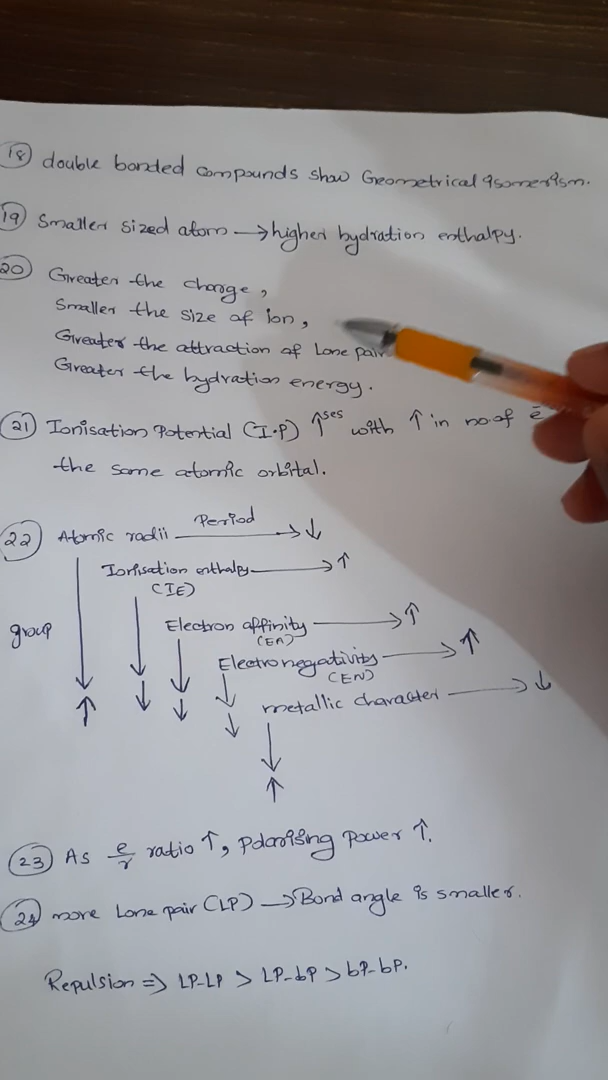 18 double bonded compounds show Geometrical isomerism.
19 Smaller sized atom → higher hydration enthalpy.
20 Greater the charge,
Smaller the size of ion,
Greater the attraction of Lone pair
Greater the hydration energy.
21 Ionisation Potential (I.P) ↑ses with ↑ in no of ē
the same atomic orbital.
22 Atomic radii Period → ↓
Ionisation enthalpy → ↑
(IE)
group
Electron affinity → ↑
(EA)
Electronegativity → ↑
(EN)
metallic character → ↓
↓ ↓ ↓ ↓ ↓
↑ ↓ ↓ ↓ ↑
23 As e/r ratio ↑, Polarising Power ↑.
24 more Lone pair (LP) → Bond angle is smaller.
Repulsion ⇒ LP-LP > LP-bP > bP-bP.